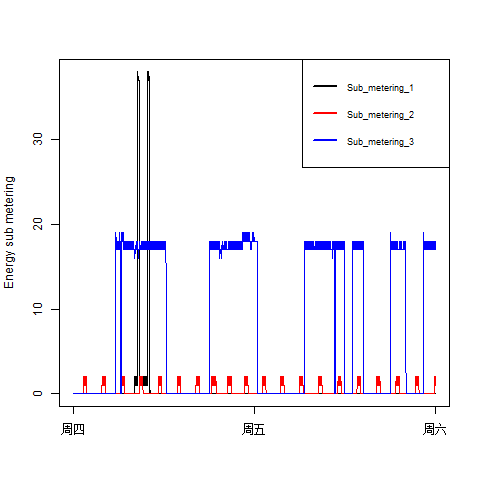 Sub_metering_1
Sub_metering_2
Sub_metering_3
Energy sub metering
30
20
10
0
周四 周五 周六